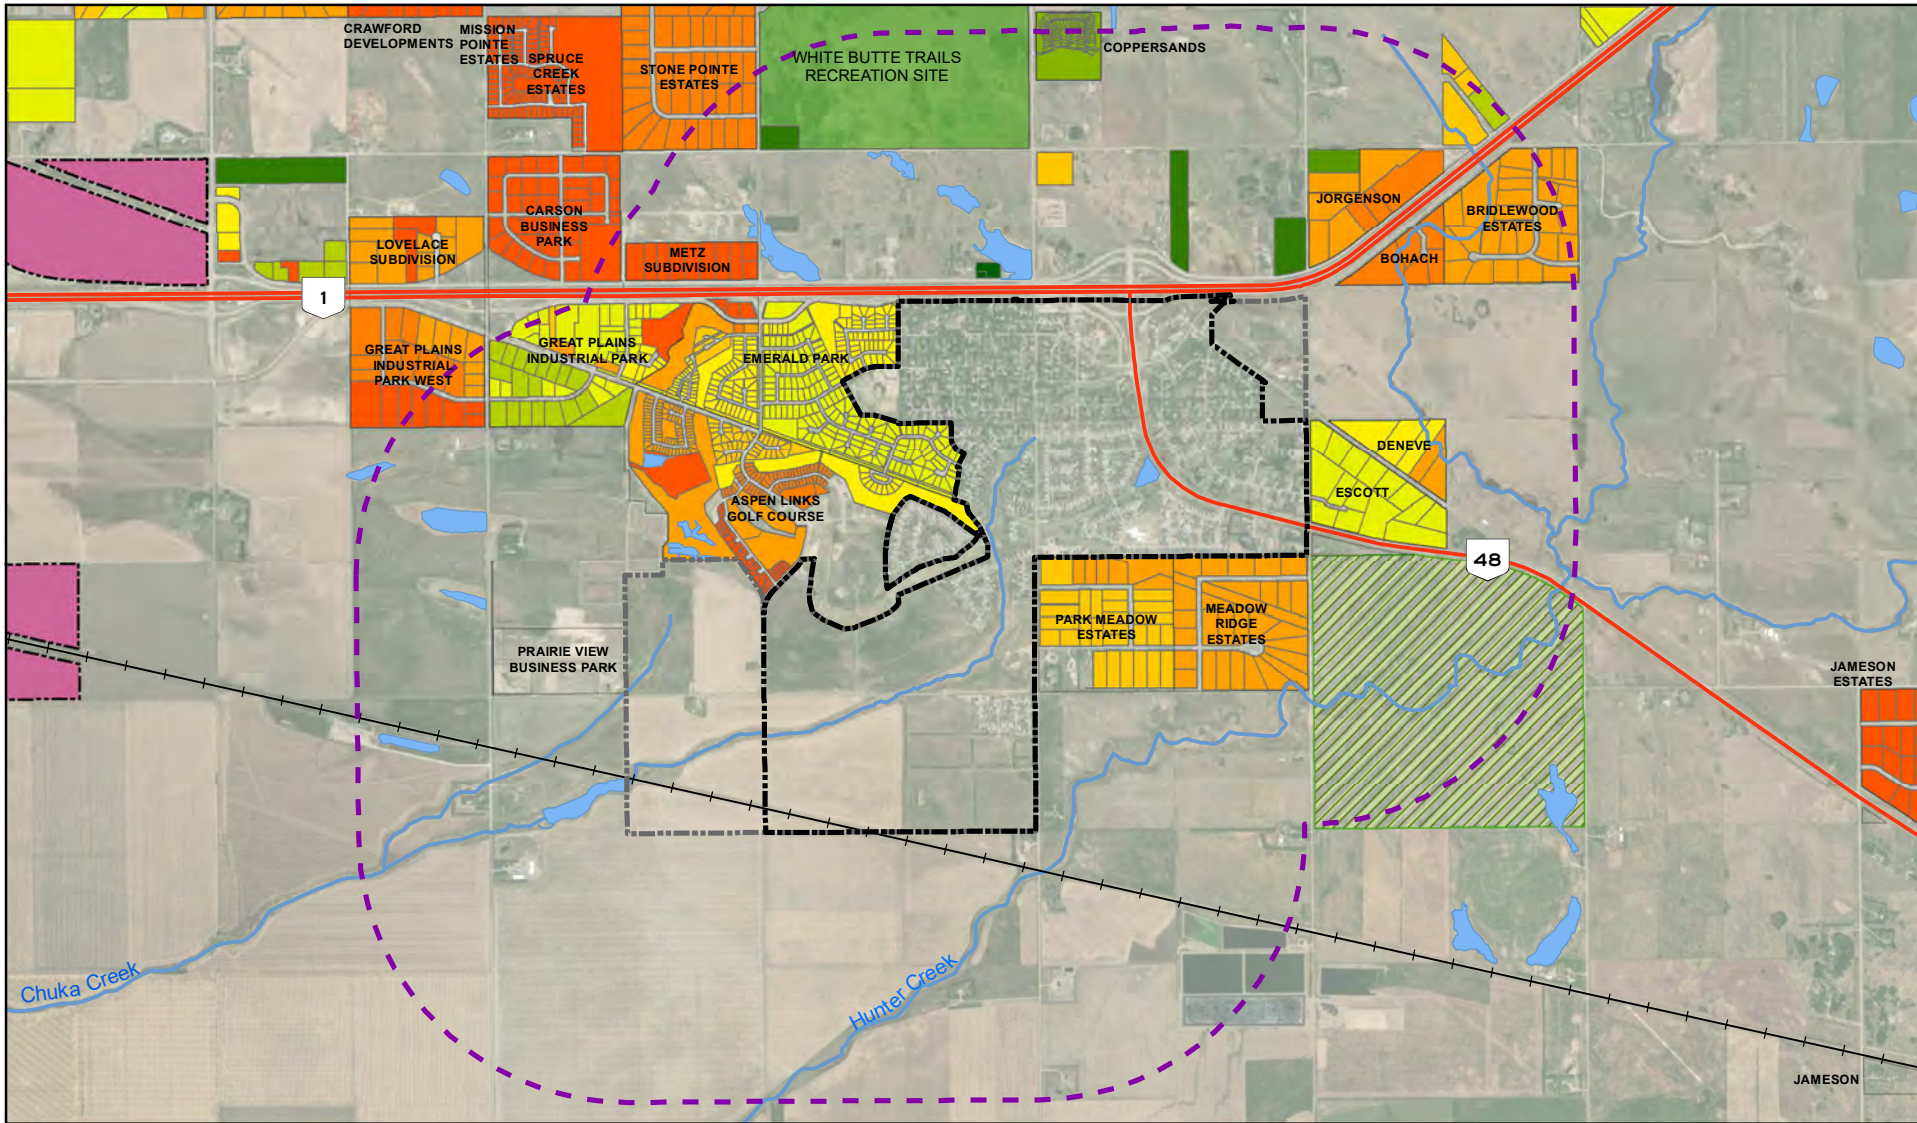 CRAWFORD
DEVELOPMENTS
MISSION
POINTE
ESTATES
SPRUCE
CREEK
ESTATES
STONE POINTE
ESTATES
WHITE BUTTE TRAILS
RECREATION SITE
COPPERSANDS
CARSON
BUSINESS
PARK
LOVELACE
SUBDIVISION
METZ
SUBDIVISION
JORGENSON
BRIDLEWOOD
ESTATES
BOHACH
1
GREAT PLAINS
INDUSTRIAL
PARK WEST
GREAT PLAINS
INDUSTRIAL PARK
EMERALD PARK
DENEVE
ESCOTT
ASPEN LINKS
GOLF COURSE
48
PARK MEADOW
ESTATES
MEADOW
RIDGE
ESTATES
PRAIRIE VIEW
BUSINESS PARK
JAMESON
ESTATES
Chuka Creek
Hunter Creek
JAMESON